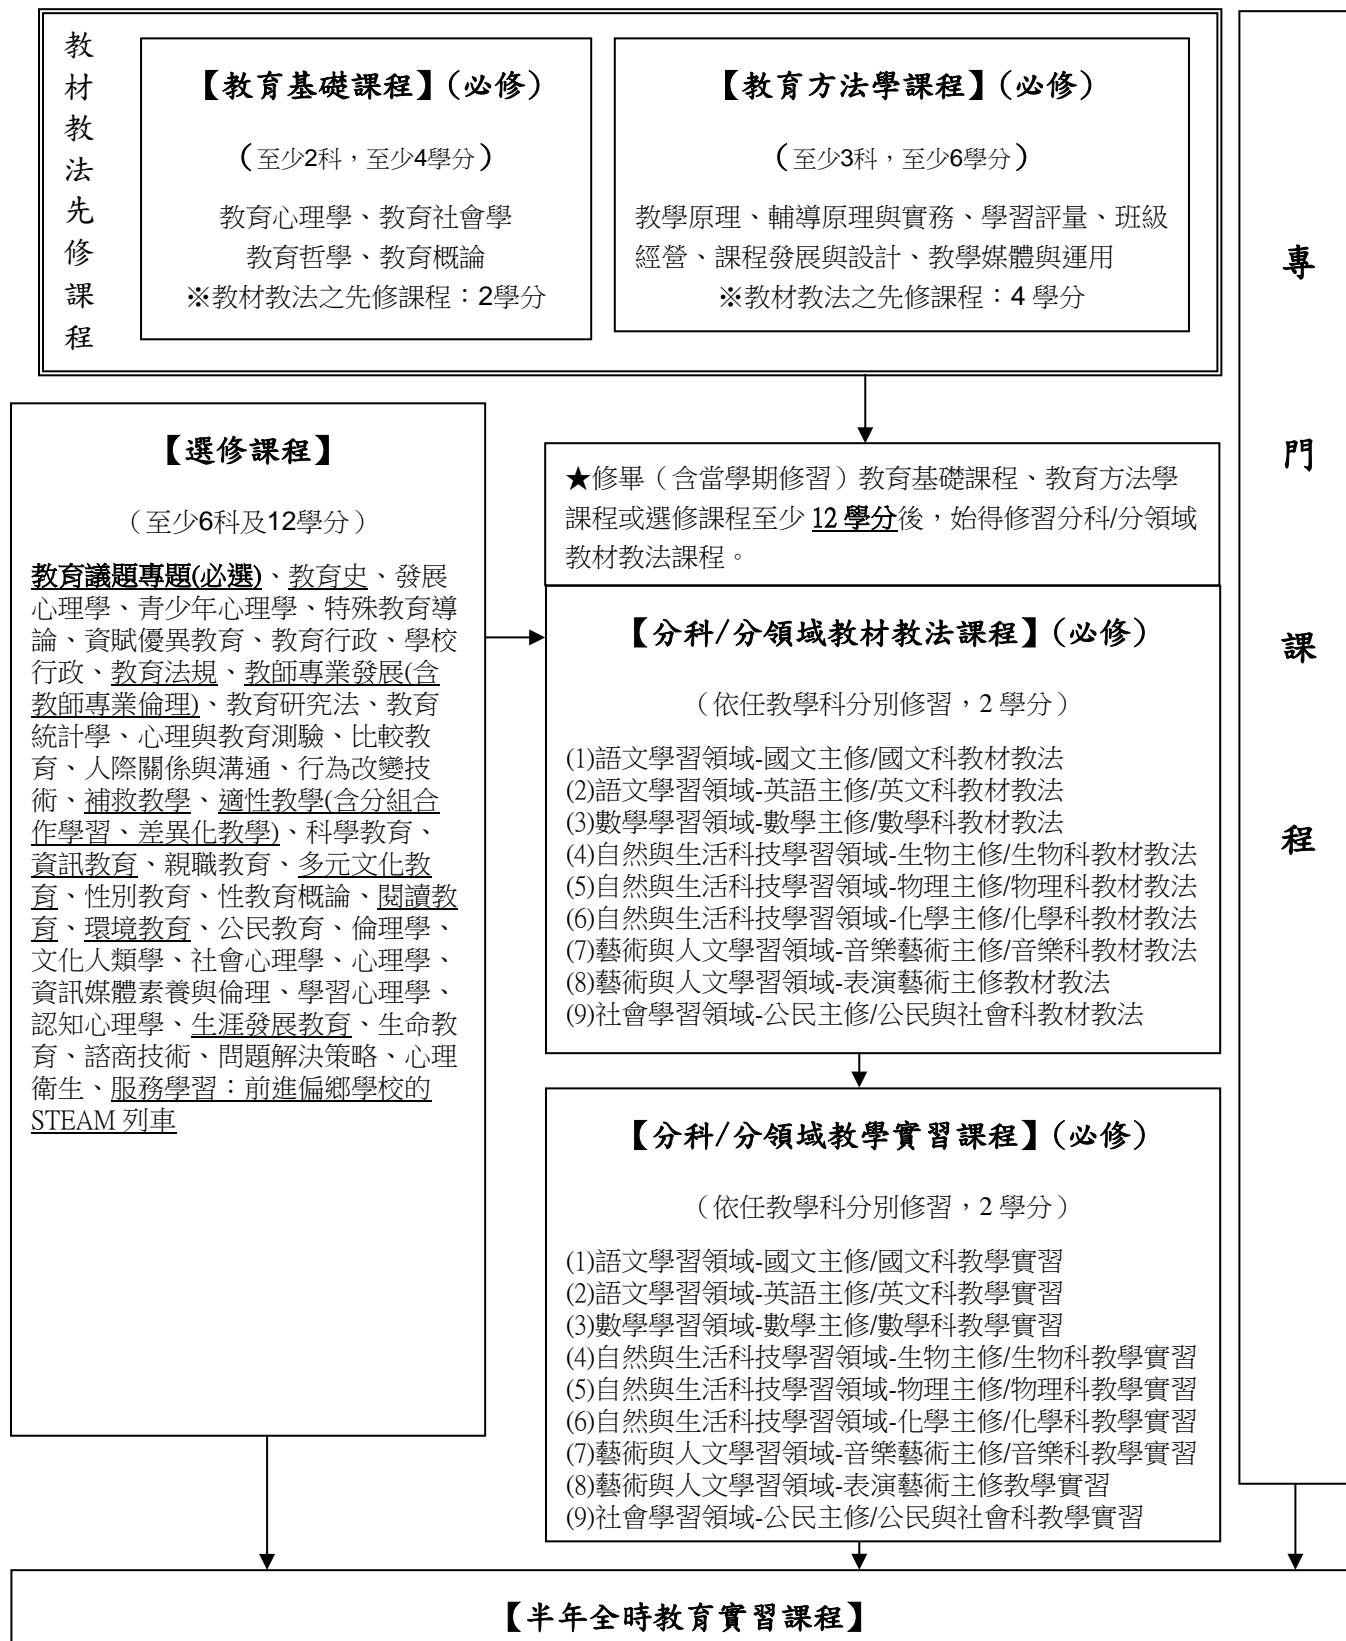 教材教法先修課程
【教育基礎課程】（必修）
（至少2科，至少4學分）
教育心理學、教育社會學
教育哲學、教育概論
※教材教法之先修課程：2學分
【教育方法學課程】（必修）
（至少3科，至少6學分）
教學原理、輔導原理與實務、學習評量、班級
經營、課程發展與設計、教學媒體與運用
※教材教法之先修課程：4 學分
專門課程
【選修課程】
（至少6科及12學分）
教育議題專題(必選)、教育史、發展
心理學、青少年心理學、特殊教育導
論、資賦優異教育、教育行政、學校
行政、教育法規、教師專業發展(含
教師專業倫理)、教育研究法、教育
統計學、心理與教育測驗、比較教
育、人際關係與溝通、行為改變技
術、補救教學、適性教學(含分組合
作學習、差異化教學)、科學教育、
資訊教育、親職教育、多元文化教
育、性別教育、性教育概論、閱讀教
育、環境教育、公民教育、倫理學、
文化人類學、社會心理學、心理學、
資訊媒體素養與倫理、學習心理學、
認知心理學、生涯發展教育、生命教
育、諮商技術、問題解決策略、心理
衛生、服務學習：前進偏鄉學校的
STEAM 列車
★修畢（含當學期修習）教育基礎課程、教育方法學
課程或選修課程至少 12 學分後，始得修習分科/分領域
教材教法課程。
【分科/分領域教材教法課程】（必修）
（依任教學科分別修習，2 學分）
(1)語文學習領域-國文主修/國文科教材教法
(2)語文學習領域-英語主修/英文科教材教法
(3)數學學習領域-數學主修/數學科教材教法
(4)自然與生活科技學習領域-生物主修/生物科教材教法
(5)自然與生活科技學習領域-物理主修/物理科教材教法
(6)自然與生活科技學習領域-化學主修/化學科教材教法
(7)藝術與人文學習領域-音樂藝術主修/音樂科教材教法
(8)藝術與人文學習領域-表演藝術主修教材教法
(9)社會學習領域-公民主修/公民與社會科教材教法
【分科/分領域教學實習課程】（必修）
（依任教學科分別修習，2 學分）
(1)語文學習領域-國文主修/國文科教學實習
(2)語文學習領域-英語主修/英文科教學實習
(3)數學學習領域-數學主修/數學科教學實習
(4)自然與生活科技學習領域-生物主修/生物科教學實習
(5)自然與生活科技學習領域-物理主修/物理科教學實習
(6)自然與生活科技學習領域-化學主修/化學科教學實習
(7)藝術與人文學習領域-音樂藝術主修/音樂科教學實習
(8)藝術與人文學習領域-表演藝術主修教學實習
(9)社會學習領域-公民主修/公民與社會科教學實習
【半年全時教育實習課程】